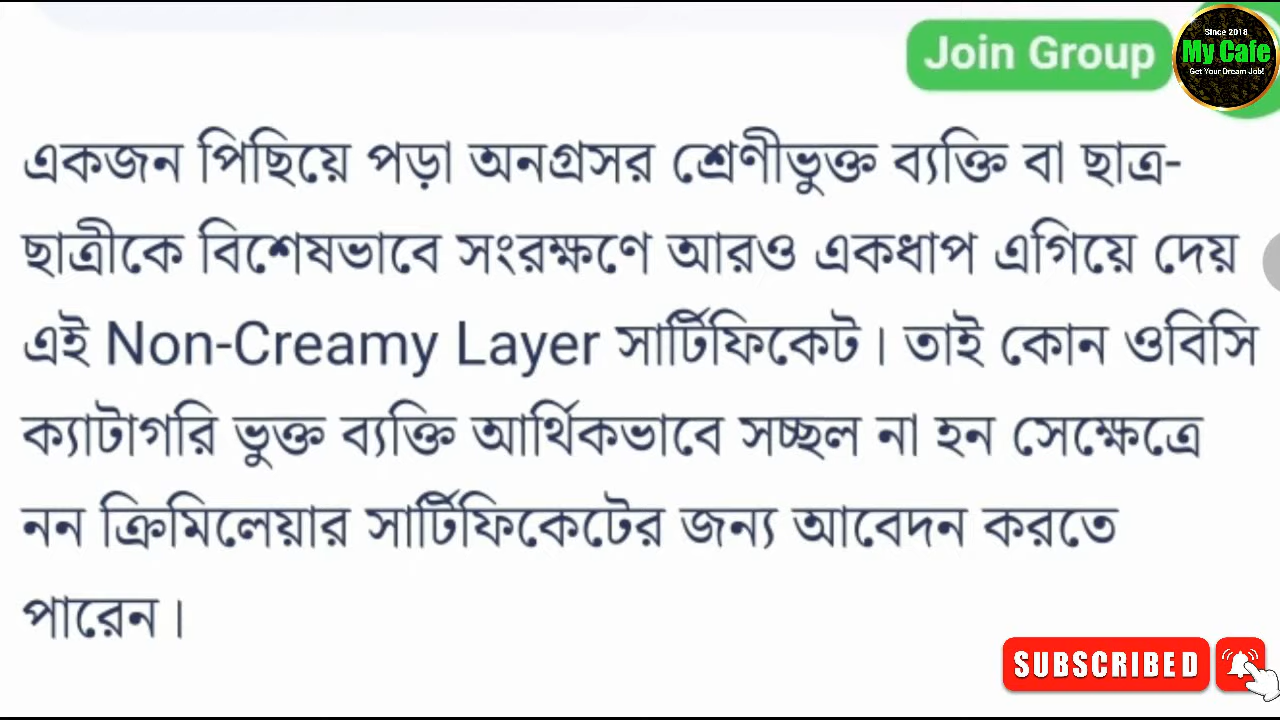 Join Group
Since 2018
My Cafe
Get Your Dream Job!
একজন পিছিয়ে পড়া অনগ্রসর শ্রেণীভুক্ত ব্যক্তি বা ছাত্র-
ছাত্রীকে বিশেষভাবে সংরক্ষণে আরও একধাপ এগিয়ে দেয়
এই Non-Creamy Layer সার্টিফিকেট। তাই কোন ওবিসি
ক্যাটাগরি ভুক্ত ব্যক্তি আর্থিকভাবে সচ্ছল না হন সেক্ষেত্রে
নন ক্রিমিলেয়ার সার্টিফিকেটের জন্য আবেদন করতে
পারেন।
SUBSCRIBED